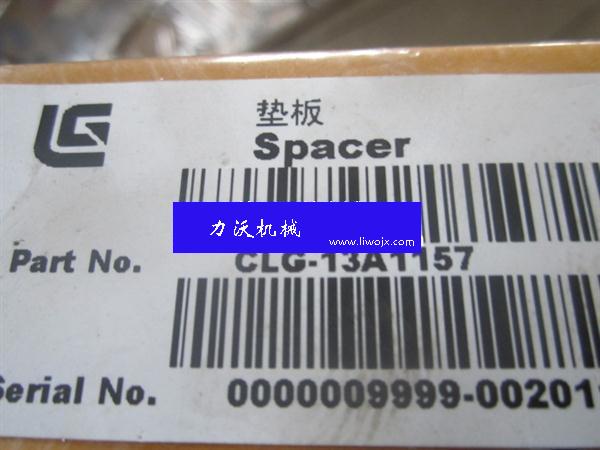 垫板
Spacer
力沃机械
www.liwojx.com
Part No. CLG-13A1157
Serial No. 0000009999-00201